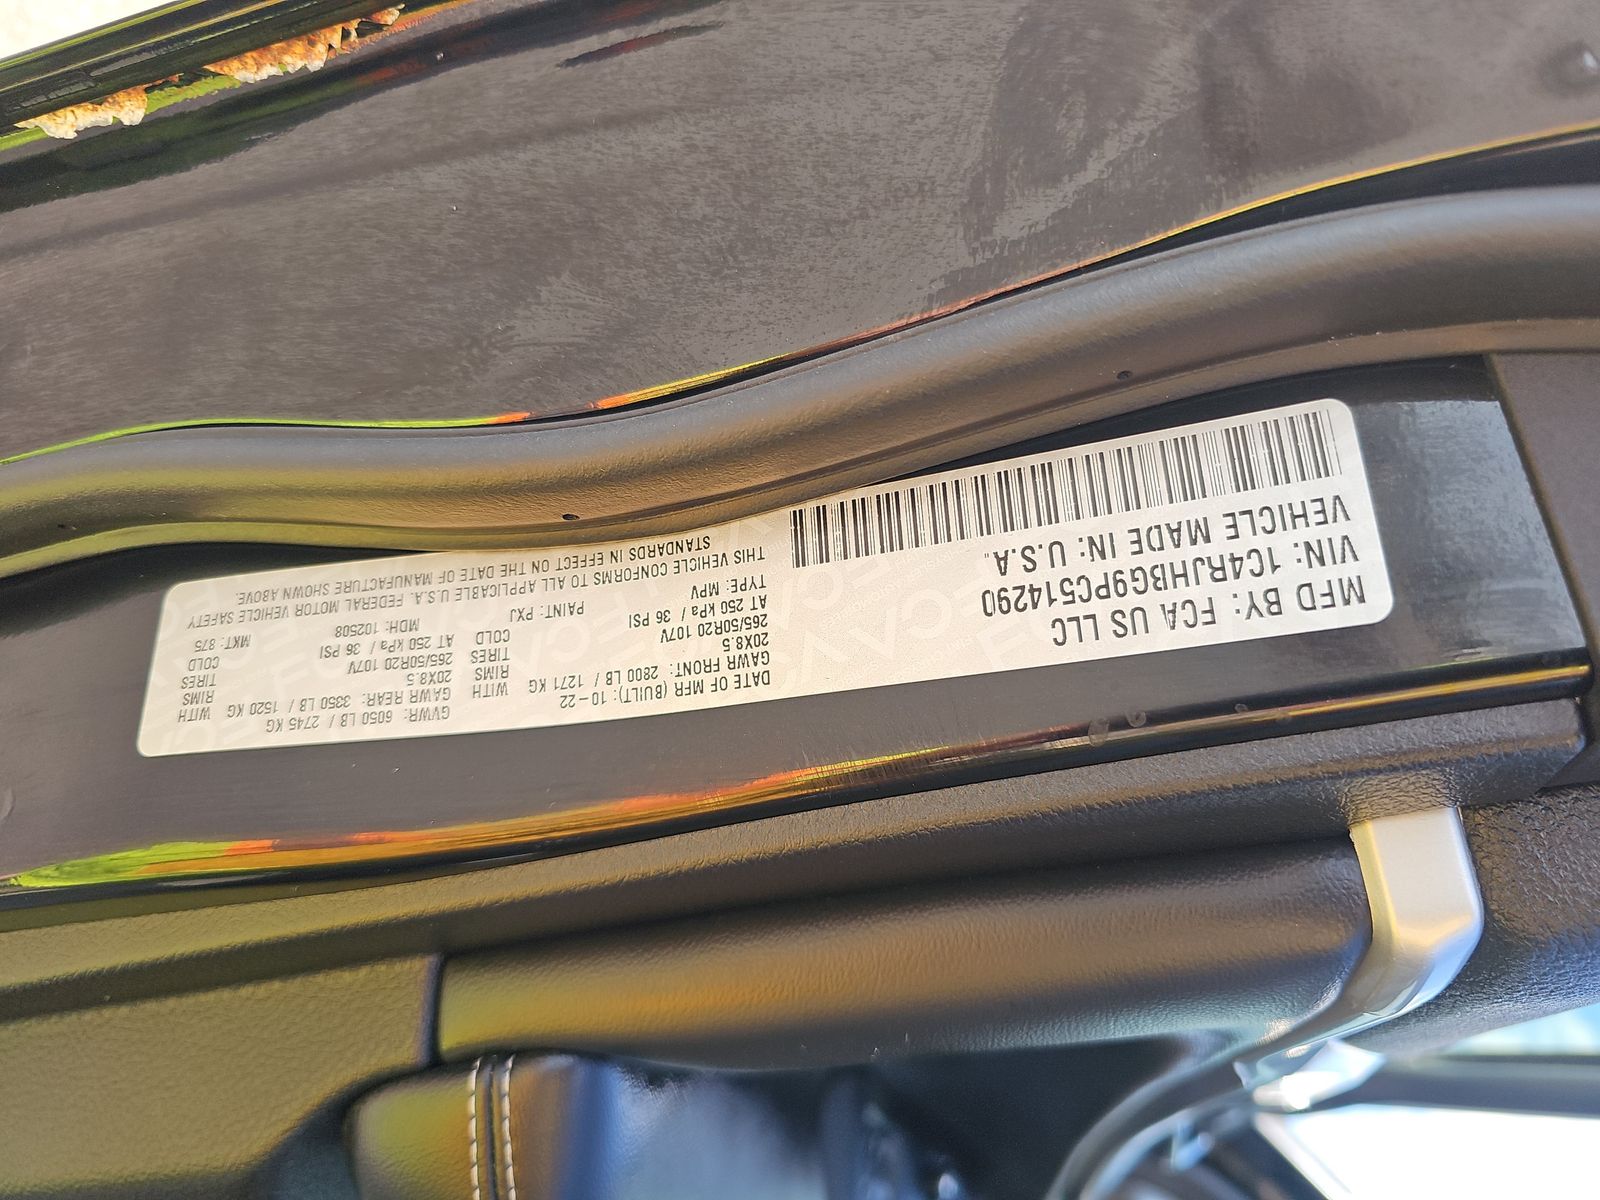 MFD BY: FCA US LLC
VIN: 1C4RJHBG9PC514290
VEHICLE MADE IN: U.S.A.
DATE OF MFR (BUILT): 10-22 GVWR: 6050 LB / 2745 KG
GAWR FRONT: 2800 LB / 1271 KG WITH GAWR REAR: 3350 LB / 1520 KG WITH
20X8.5 RIMS 20X8.5 RIMS
265/50R20 107V TIRES 265/50R20 107V TIRES
AT 250 kPa / 36 PSI COLD AT 250 kPa / 36 PSI COLD
TYPE: MPV PAINT: PXJ MDH: 102508 MKT: 875
THIS VEHICLE CONFORMS TO ALL APPLICABLE U.S.A. FEDERAL MOTOR VEHICLE SAFETY
STANDARDS IN EFFECT ON THE DATE OF MANUFACTURE SHOWN ABOVE.